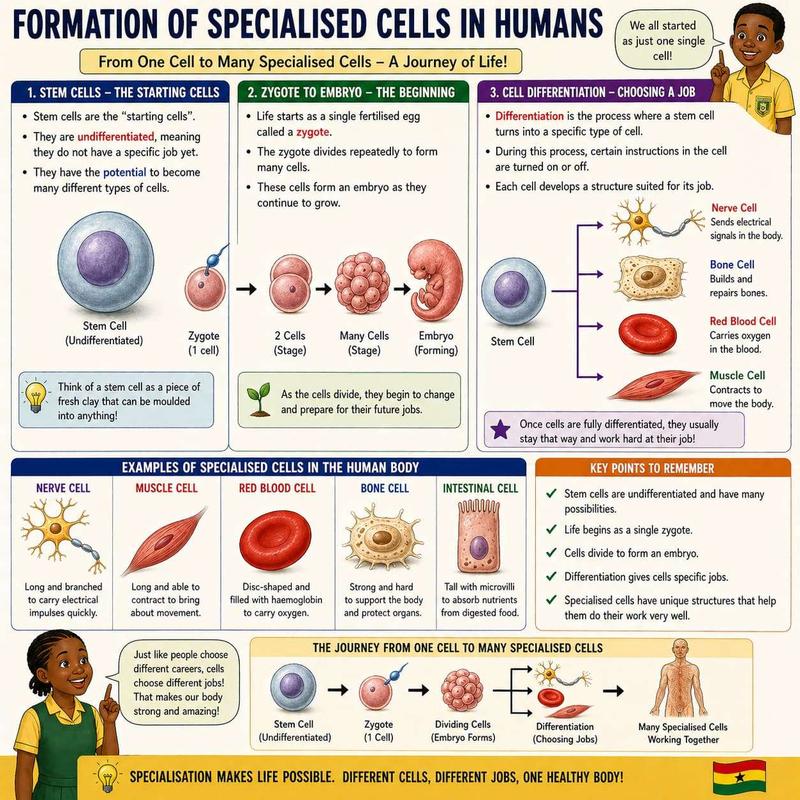 FORMATION OF SPECIALISED CELLS IN HUMANS
From One Cell to Many Specialised Cells – A Journey of Life!
We all started
as just one single
cell!
1. STEM CELLS – THE STARTING CELLS
• Stem cells are the “starting cells”.
• They are undifferentiated, meaning
they do not have a specific job yet.
• They have the potential to become
many different types of cells.
Stem Cell
(Undifferentiated)
Zygote
(1 cell)
Think of a stem cell as a piece of
fresh clay that can be moulded
into anything!
2. ZYGOTE TO EMBRYO – THE BEGINNING
• Life starts as a single fertilised egg
called a zygote.
• The zygote divides repeatedly to form
many cells.
• These cells form an embryo as they
continue to grow.
2 Cells
(Stage)
Many Cells
(Stage)
Embryo
(Forming)
As the cells divide, they begin to change
and prepare for their future jobs.
3. CELL DIFFERENTIATION – CHOOSING A JOB
• Differentiation is the process where a stem cell
turns into a specific type of cell.
• During this process, certain instructions in the cell
are turned on or off.
• Each cell develops a structure suited for its job.
Stem Cell
Nerve Cell
Sends electrical
signals in the body.
Bone Cell
Builds and
repairs bones.
Red Blood Cell
Carries oxygen
in the blood.
Muscle Cell
Contracts to
move the body.
Once cells are fully differentiated, they usually
stay that way and work hard at their job!
EXAMPLES OF SPECIALISED CELLS IN THE HUMAN BODY
NERVE CELL
Long and branched
to carry electrical
impulses quickly.
MUSCLE CELL
Long and able to
contract to bring
about movement.
RED BLOOD CELL
Disc-shaped and
filled with haemoglobin
to carry oxygen.
BONE CELL
Strong and hard
to support the body
and protect organs.
INTESTINAL CELL
Tall with microvilli
to absorb nutrients
from digested food.
KEY POINTS TO REMEMBER
✓ Stem cells are undifferentiated and have many
possibilities.
✓ Life begins as a single zygote.
✓ Cells divide to form an embryo.
✓ Differentiation gives cells specific jobs.
✓ Specialised cells have unique structures that help
them do their work very well.
Just like people choose
different careers, cells
choose different jobs!
That makes our body
strong and amazing!
THE JOURNEY FROM ONE CELL TO MANY SPECIALISED CELLS
Stem Cell
(Undifferentiated)
Zygote
(1 Cell)
Dividing Cells
(Embryo Forms)
Differentiation
(Choosing Jobs)
Many Specialised Cells
Working Together
SPECIALISATION MAKES LIFE POSSIBLE. DIFFERENT CELLS, DIFFERENT JOBS, ONE HEALTHY BODY!